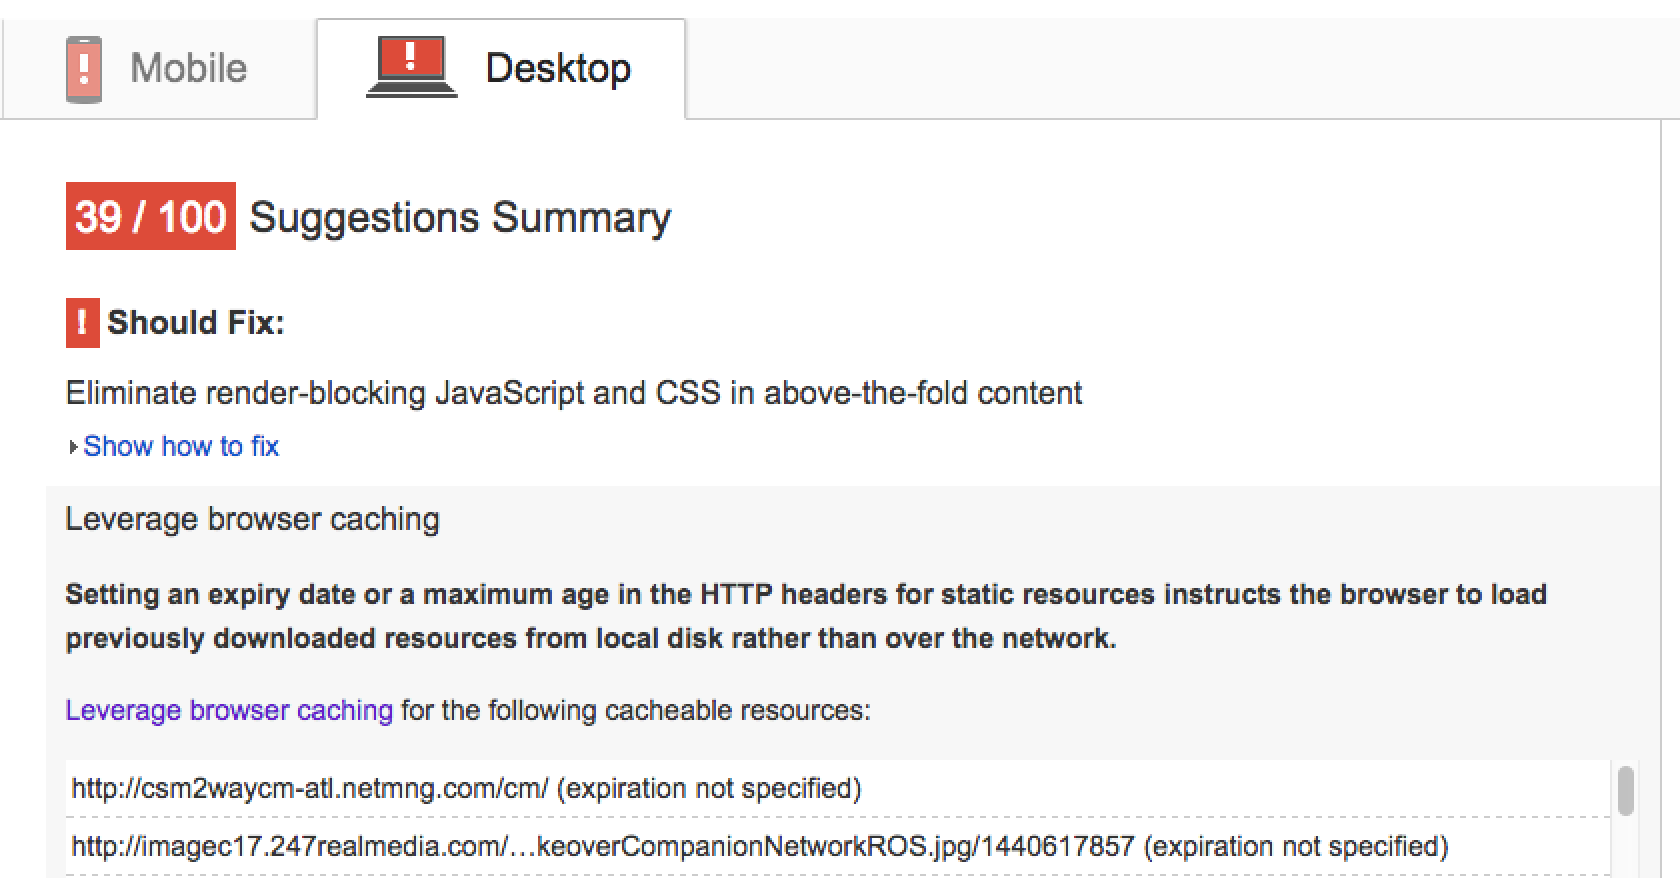 Mobile
Desktop
39 / 100 Suggestions Summary
! Should Fix:
Eliminate render-blocking JavaScript and CSS in above-the-fold content
Show how to fix
Leverage browser caching
Setting an expiry date or a maximum age in the HTTP headers for static resources instructs the browser to load
previously downloaded resources from local disk rather than over the network.
Leverage browser caching for the following cacheable resources:
http://csm2waycm-atl.netmng.com/cm/ (expiration not specified)
http://imagec17.247realmedia.com/…keoverCompanionNetworkROS.jpg/1440617857 (expiration not specified)